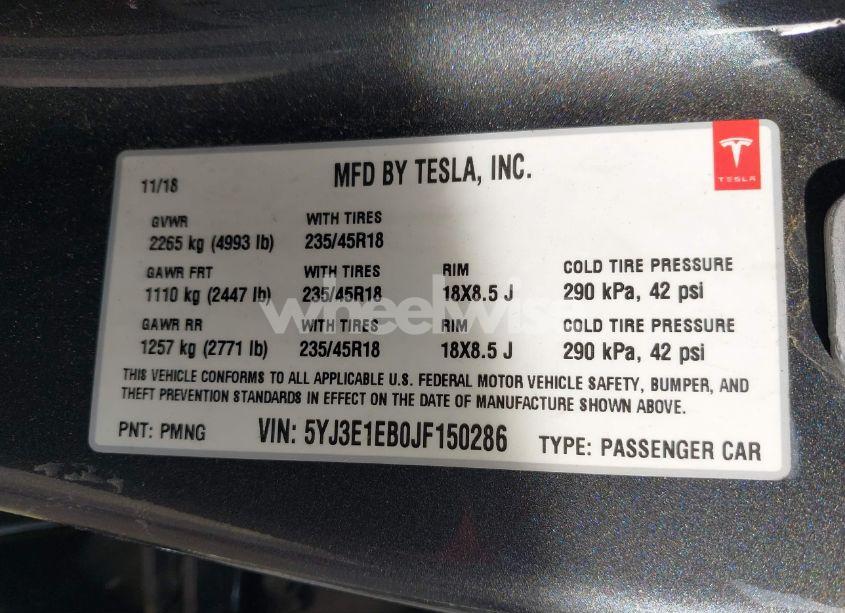 11/18 MFD BY TESLA, INC.
TESLA
GVWR WITH TIRES
2265 kg (4993 lb) 235/45R18
GAWR FRT WITH TIRES RIM COLD TIRE PRESSURE
1110 kg (2447 lb) 235/45R18 18X8.5 J 290 kPa, 42 psi
GAWR RR WITH TIRES RIM COLD TIRE PRESSURE
1257 kg (2771 lb) 235/45R18 18X8.5 J 290 kPa, 42 psi
THIS VEHICLE CONFORMS TO ALL APPLICABLE U.S. FEDERAL MOTOR VEHICLE SAFETY, BUMPER, AND
THEFT PREVENTION STANDARDS IN EFFECT ON THE DATE OF MANUFACTURE SHOWN ABOVE.
PNT: PMNG VIN: 5YJ3E1EB0JF150286 TYPE: PASSENGER CAR
wheelwise